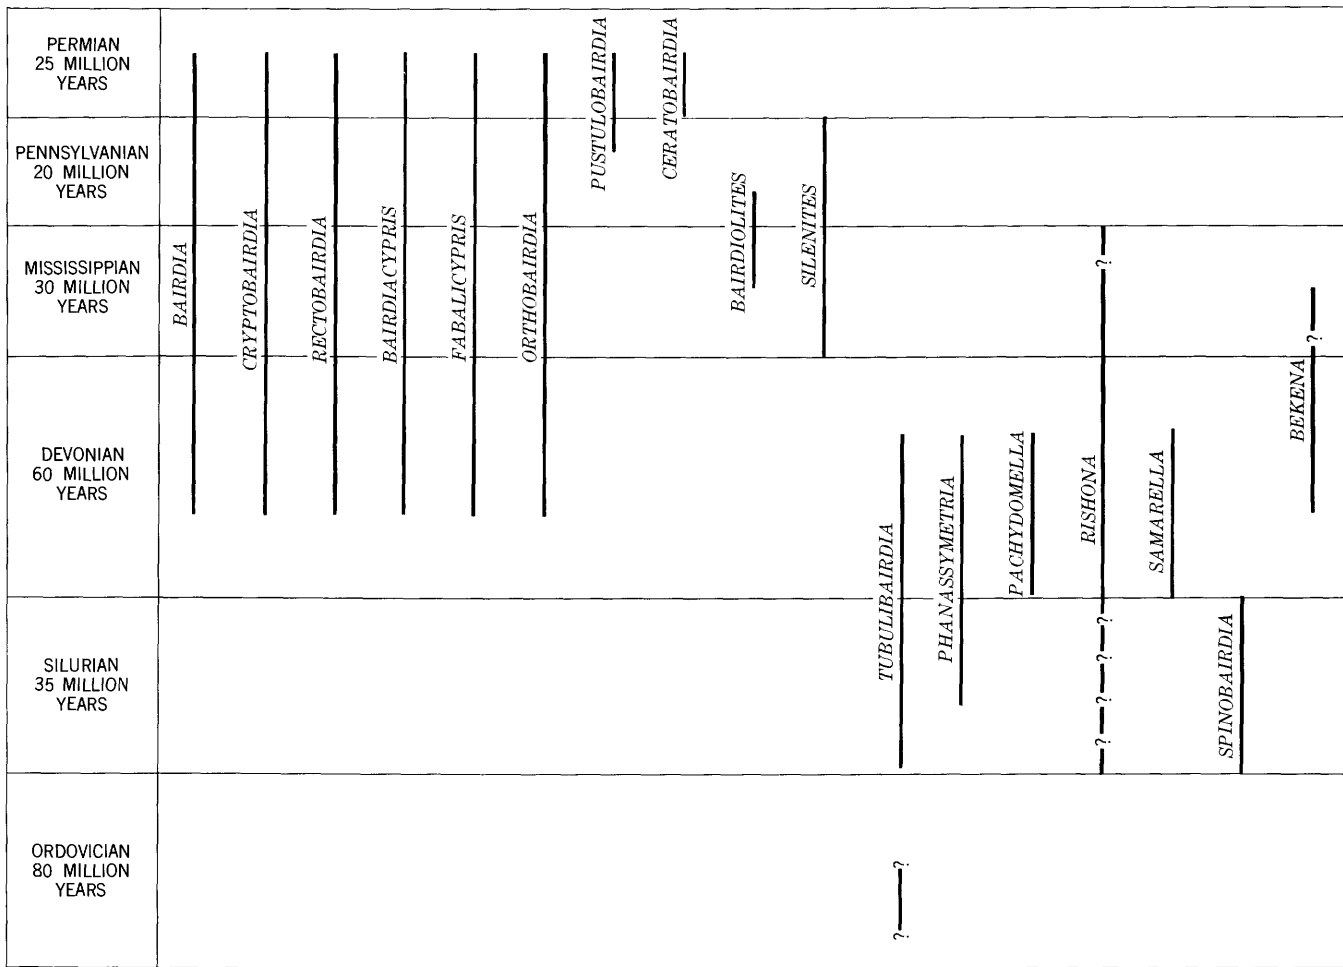 PERMIAN
25 MILLION
YEARS
PENNSYLVANIAN
20 MILLION
YEARS
MISSISSIPPIAN
30 MILLION
YEARS
DEVONIAN
60 MILLION
YEARS
SILURIAN
35 MILLION
YEARS
ORDOVICIAN
80 MILLION
YEARS
BAIRDIA
CRYPTOBAIRDIA
RECTOBAIRDIA
BAIRDIACYPRIS
FABALICYPRIS
ORTHOBAIRDIA
PUSTULOBAIRDIA
CERATOBAIRDIA
BAIRDIOLITES
SILENITES
TUBULIBAIRDIA
?
?
PHANASSYMETRIA
PACHYDOMELLA
RISHONA
?
?
?
?
?
SAMARELLA
SPINOBAIRDIA
BEKENA
?